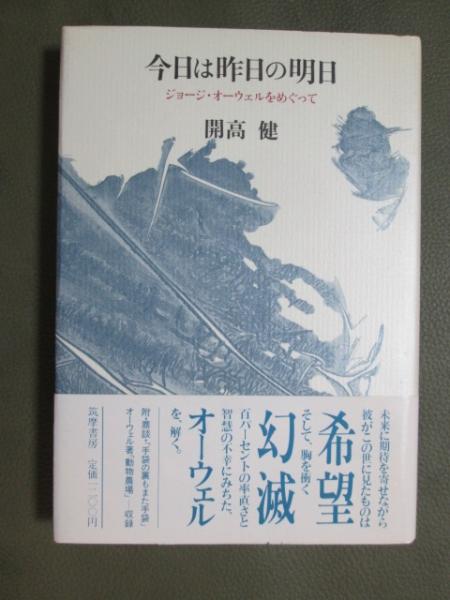 今日は昨日の明日
ジョージ・オーウェルをめぐって
開高 健
未来に期待を寄せながら
彼がこの世に見たものは
希望
そして、胸を衝く
幻滅
百パーセントの率直さと
智慧の不幸にみちた、
オーウェル
を、解く。
附・鼎談・「手袋の裏もまた手袋」
オーウェル著、「動物農場」…収録
筑摩書房 定価一二〇〇円